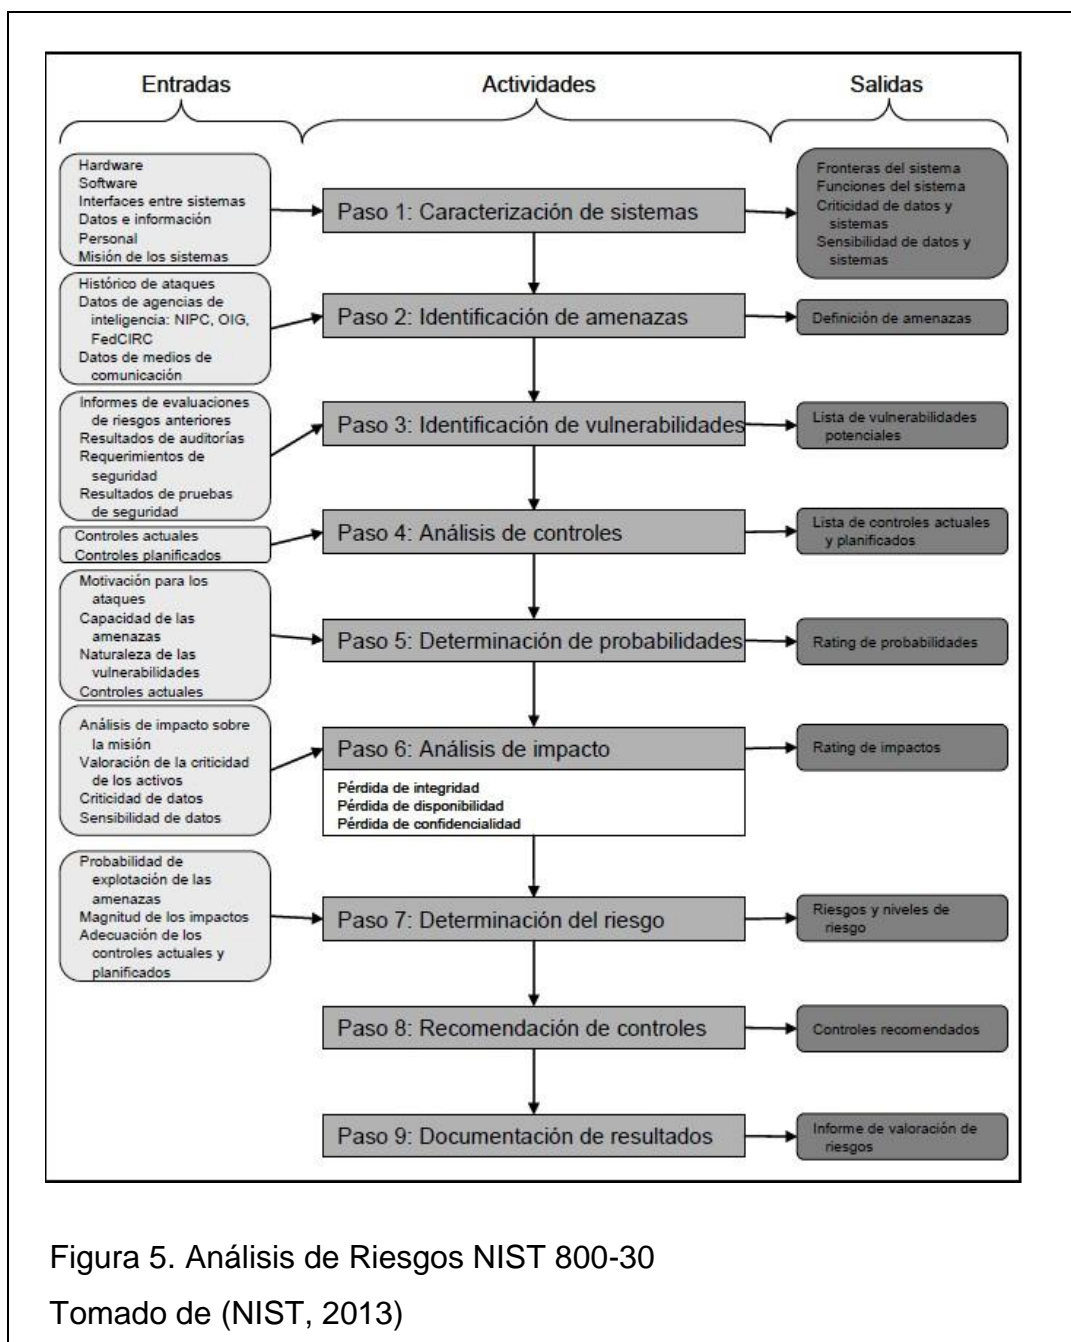 Entradas
Actividades
Salidas
Hardware
Software
Interfaces entre sistemas
Datos e información
Personal
Misión de los sistemas
Paso 1: Caracterización de sistemas
Fronteras del sistema
Funciones del sistema
Criticidad de datos y
sistemas
Sensibilidad de datos y
sistemas
Histórico de ataques
Datos de agencias de
inteligencia: NIPC, OIG,
FedCIRC
Datos de medios de
comunicación
Paso 2: Identificación de amenazas
Definición de amenazas
Informes de evaluaciones
de riesgos anteriores
Resultados de auditorías
Requerimientos de
seguridad
Resultados de pruebas
de seguridad
Paso 3: Identificación de vulnerabilidades
Lista de vulnerabilidades
potenciales
Controles actuales
Controles planificados
Paso 4: Análisis de controles
Lista de controles actuales
y planificados
Motivación para los
ataques
Capacidad de las
amenazas
Naturaleza de las
vulnerabilidades
Controles actuales
Paso 5: Determinación de probabilidades
Rating de probabilidades
Análisis de impacto sobre
la misión
Valoración de la criticidad
de los activos
Criticidad de datos
Sensibilidad de datos
Paso 6: Análisis de impacto
Pérdida de integridad
Pérdida de disponibilidad
Pérdida de confidencialidad
Rating de impactos
Probabilidad de
explotación de las
amenazas
Magnitud de los impactos
Adecuación de los
controles actuales y
planificados
Paso 7: Determinación del riesgo
Riesgos y niveles de
riesgo
Paso 8: Recomendación de controles
Controles recomendados
Paso 9: Documentación de resultados
Informe de valoración de
riesgos
Figura 5. Análisis de Riesgos NIST 800-30
Tomado de (NIST, 2013)